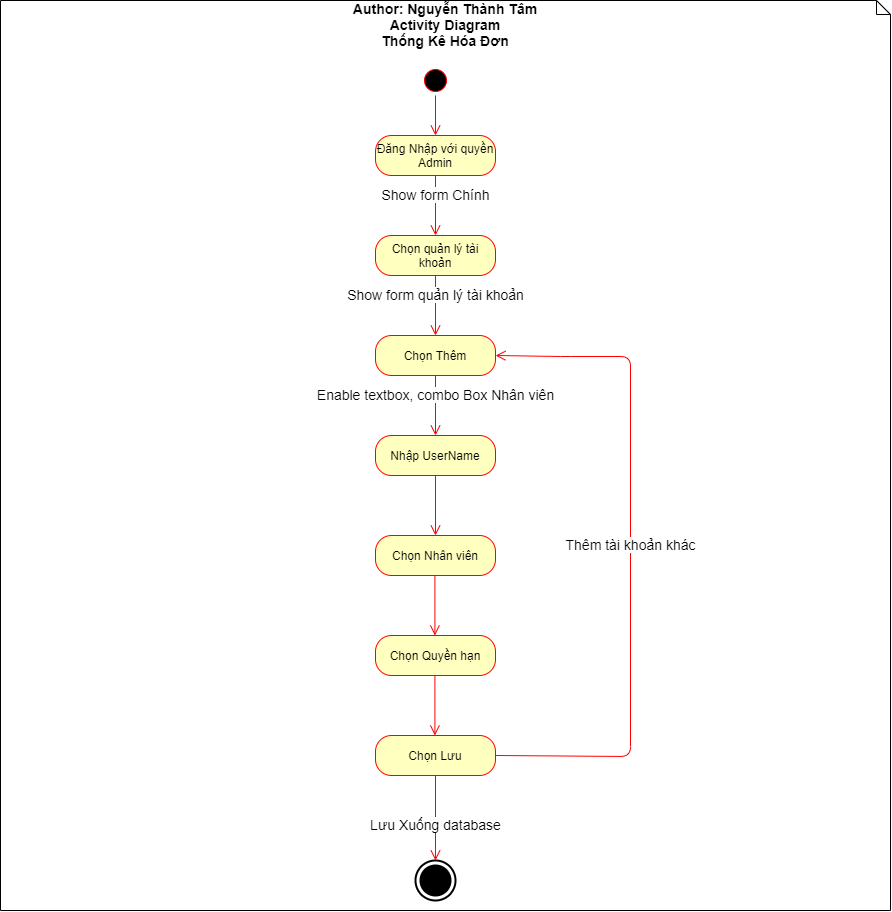 Author: Nguyễn Thành Tâm
Activity Diagram
Thống Kê Hóa Đơn
Đăng Nhập với quyền
Admin
Show form Chính
Chọn quản lý tài
khoản
Show form quản lý tài khoản
Chọn Thêm
Enable textbox, combo Box Nhân viên
Nhập UserName
Chọn Nhân viên
Thêm tài khoản khác
Chọn Quyền hạn
Chọn Lưu
Lưu Xuống database